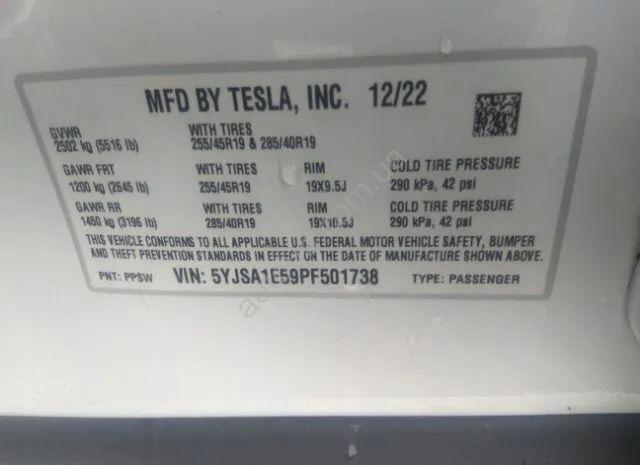 MFD BY TESLA, INC. 12/22
GVWR WITH TIRES
2502 kg (5516 lb) 255/45R19 & 285/40R19
GAWR FRT WITH TIRES RIM COLD TIRE PRESSURE
1200 kg (2645 lb) 255/45R19 19X9.5J 290 kPa, 42 psi
GAWR RR WITH TIRES RIM COLD TIRE PRESSURE
1450 kg (3196 lb) 285/40R19 19X10.5J 290 kPa, 42 psi
THIS VEHICLE CONFORMS TO ALL APPLICABLE U.S. FEDERAL MOTOR VEHICLE SAFETY, BUMPER
AND THEFT PREVENTION STANDARDS IN EFFECT ON THE DATE OF MANUFACTURE SHOWN ABOVE.
PNT: PPSW VIN: 5YJSA1E59PF501738 TYPE: PASSENGER